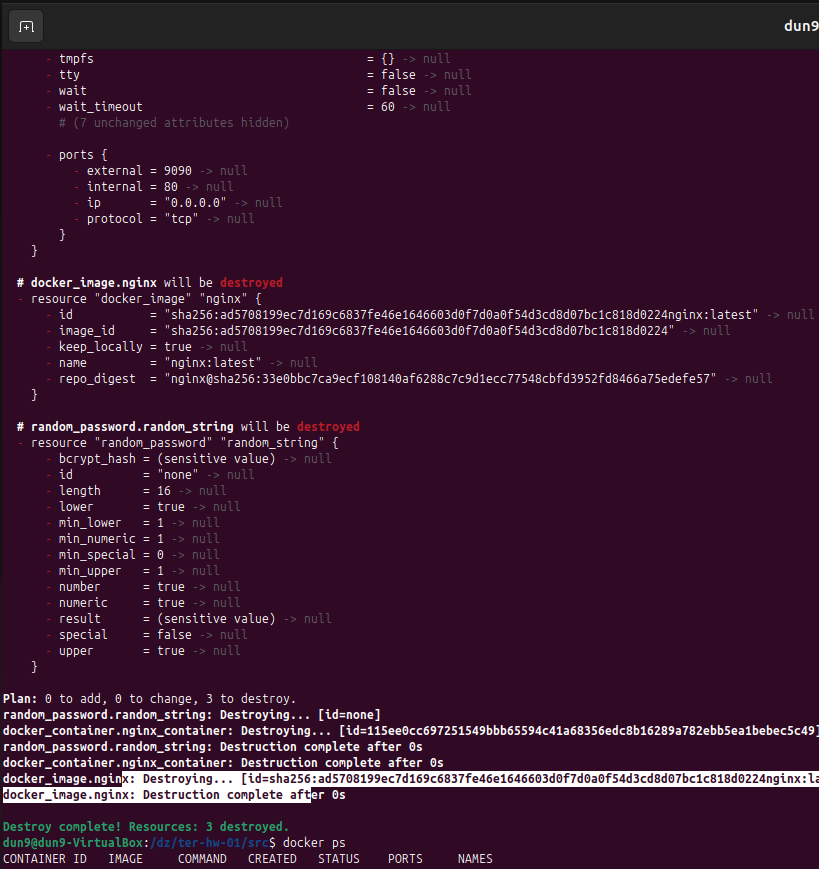 dun9
- tmpfs = {} -> null
- tty = false -> null
- wait = false -> null
- wait_timeout = 60 -> null
# (7 unchanged attributes hidden)
- ports {
- external = 9090 -> null
- internal = 80 -> null
- ip = "0.0.0.0" -> null
- protocol = "tcp" -> null
}
}
# docker_image.nginx will be destroyed
- resource "docker_image" "nginx" {
- id = "sha256:ad5708199ec7d169c6837fe46e1646603d0f7d0a0f54d3cd8d07bc1c818d0224nginx:latest" -> null
- image_id = "sha256:ad5708199ec7d169c6837fe46e1646603d0f7d0a0f54d3cd8d07bc1c818d0224" -> null
- keep_locally = true -> null
- name = "nginx:latest" -> null
- repo_digest = "nginx@sha256:33e0bbc7ca9ecf108140af6288c7c9d1ecc77548cbfd3952fd8466a75edefe57" -> null
}
# random_password.random_string will be destroyed
- resource "random_password" "random_string" {
- bcrypt_hash = (sensitive value) -> null
- id = "none" -> null
- length = 16 -> null
- lower = true -> null
- min_lower = 1 -> null
- min_numeric = 1 -> null
- min_special = 0 -> null
- min_upper = 1 -> null
- number = true -> null
- numeric = true -> null
- result = (sensitive value) -> null
- special = false -> null
- upper = true -> null
}
Plan: 0 to add, 0 to change, 3 to destroy.
random_password.random_string: Destroying... [id=none]
docker_container.nginx_container: Destroying... [id=115ee0cc697251549bbb65594c41a68356edc8b16289a782ebb5ea1bebec5c49]
random_password.random_string: Destruction complete after 0s
docker_container.nginx_container: Destruction complete after 0s
docker_image.nginx: Destroying... [id=sha256:ad5708199ec7d169c6837fe46e1646603d0f7d0a0f54d3cd8d07bc1c818d0224nginx:la
docker_image.nginx: Destruction complete after 0s
Destroy complete! Resources: 3 destroyed.
dun9@dun9-VirtualBox:/dz/ter-hw-01/src$ docker ps
CONTAINER ID IMAGE COMMAND CREATED STATUS PORTS NAMES